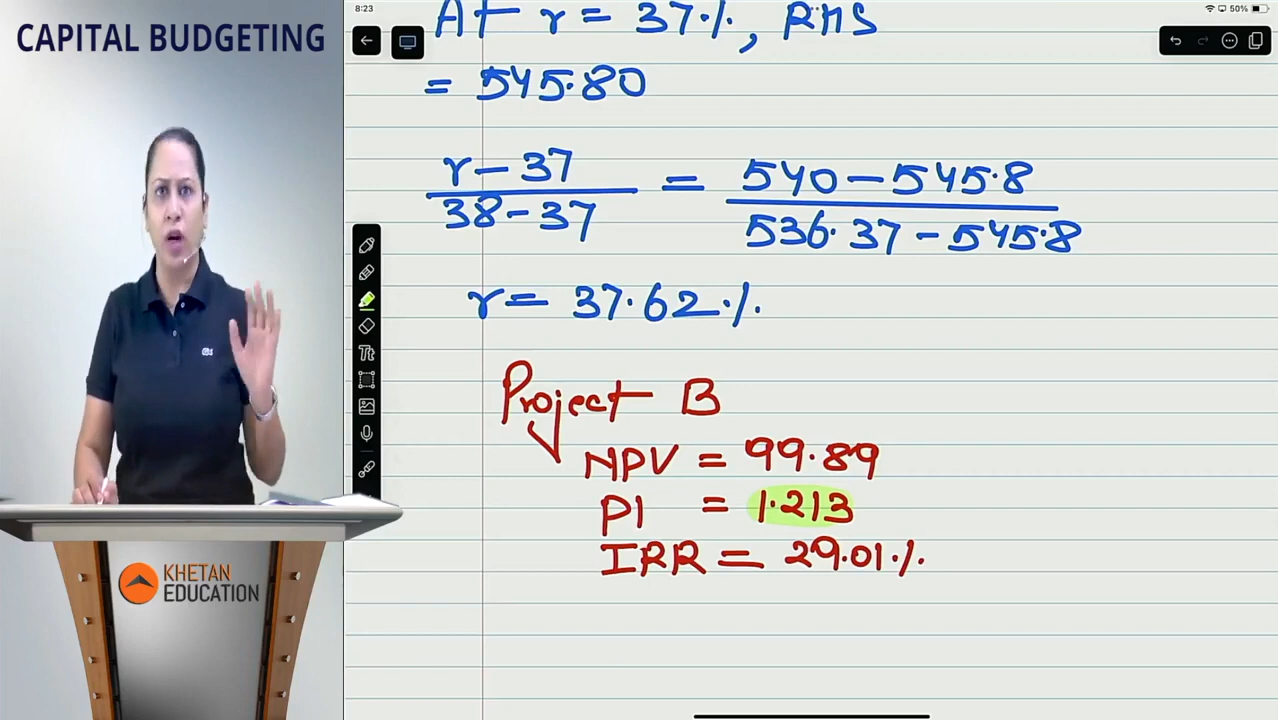 CAPITAL BUDGETING
8:23
50%
At r = 37%, RHS
= 545.80
r - 37 / 38 - 37 = 540 - 545.8 / 536.37 - 545.8
r = 37.62%
Project B
NPV = 99.89
PI = 1.213
IRR = 29.01%
Tt
KHETAN
EDUCATION